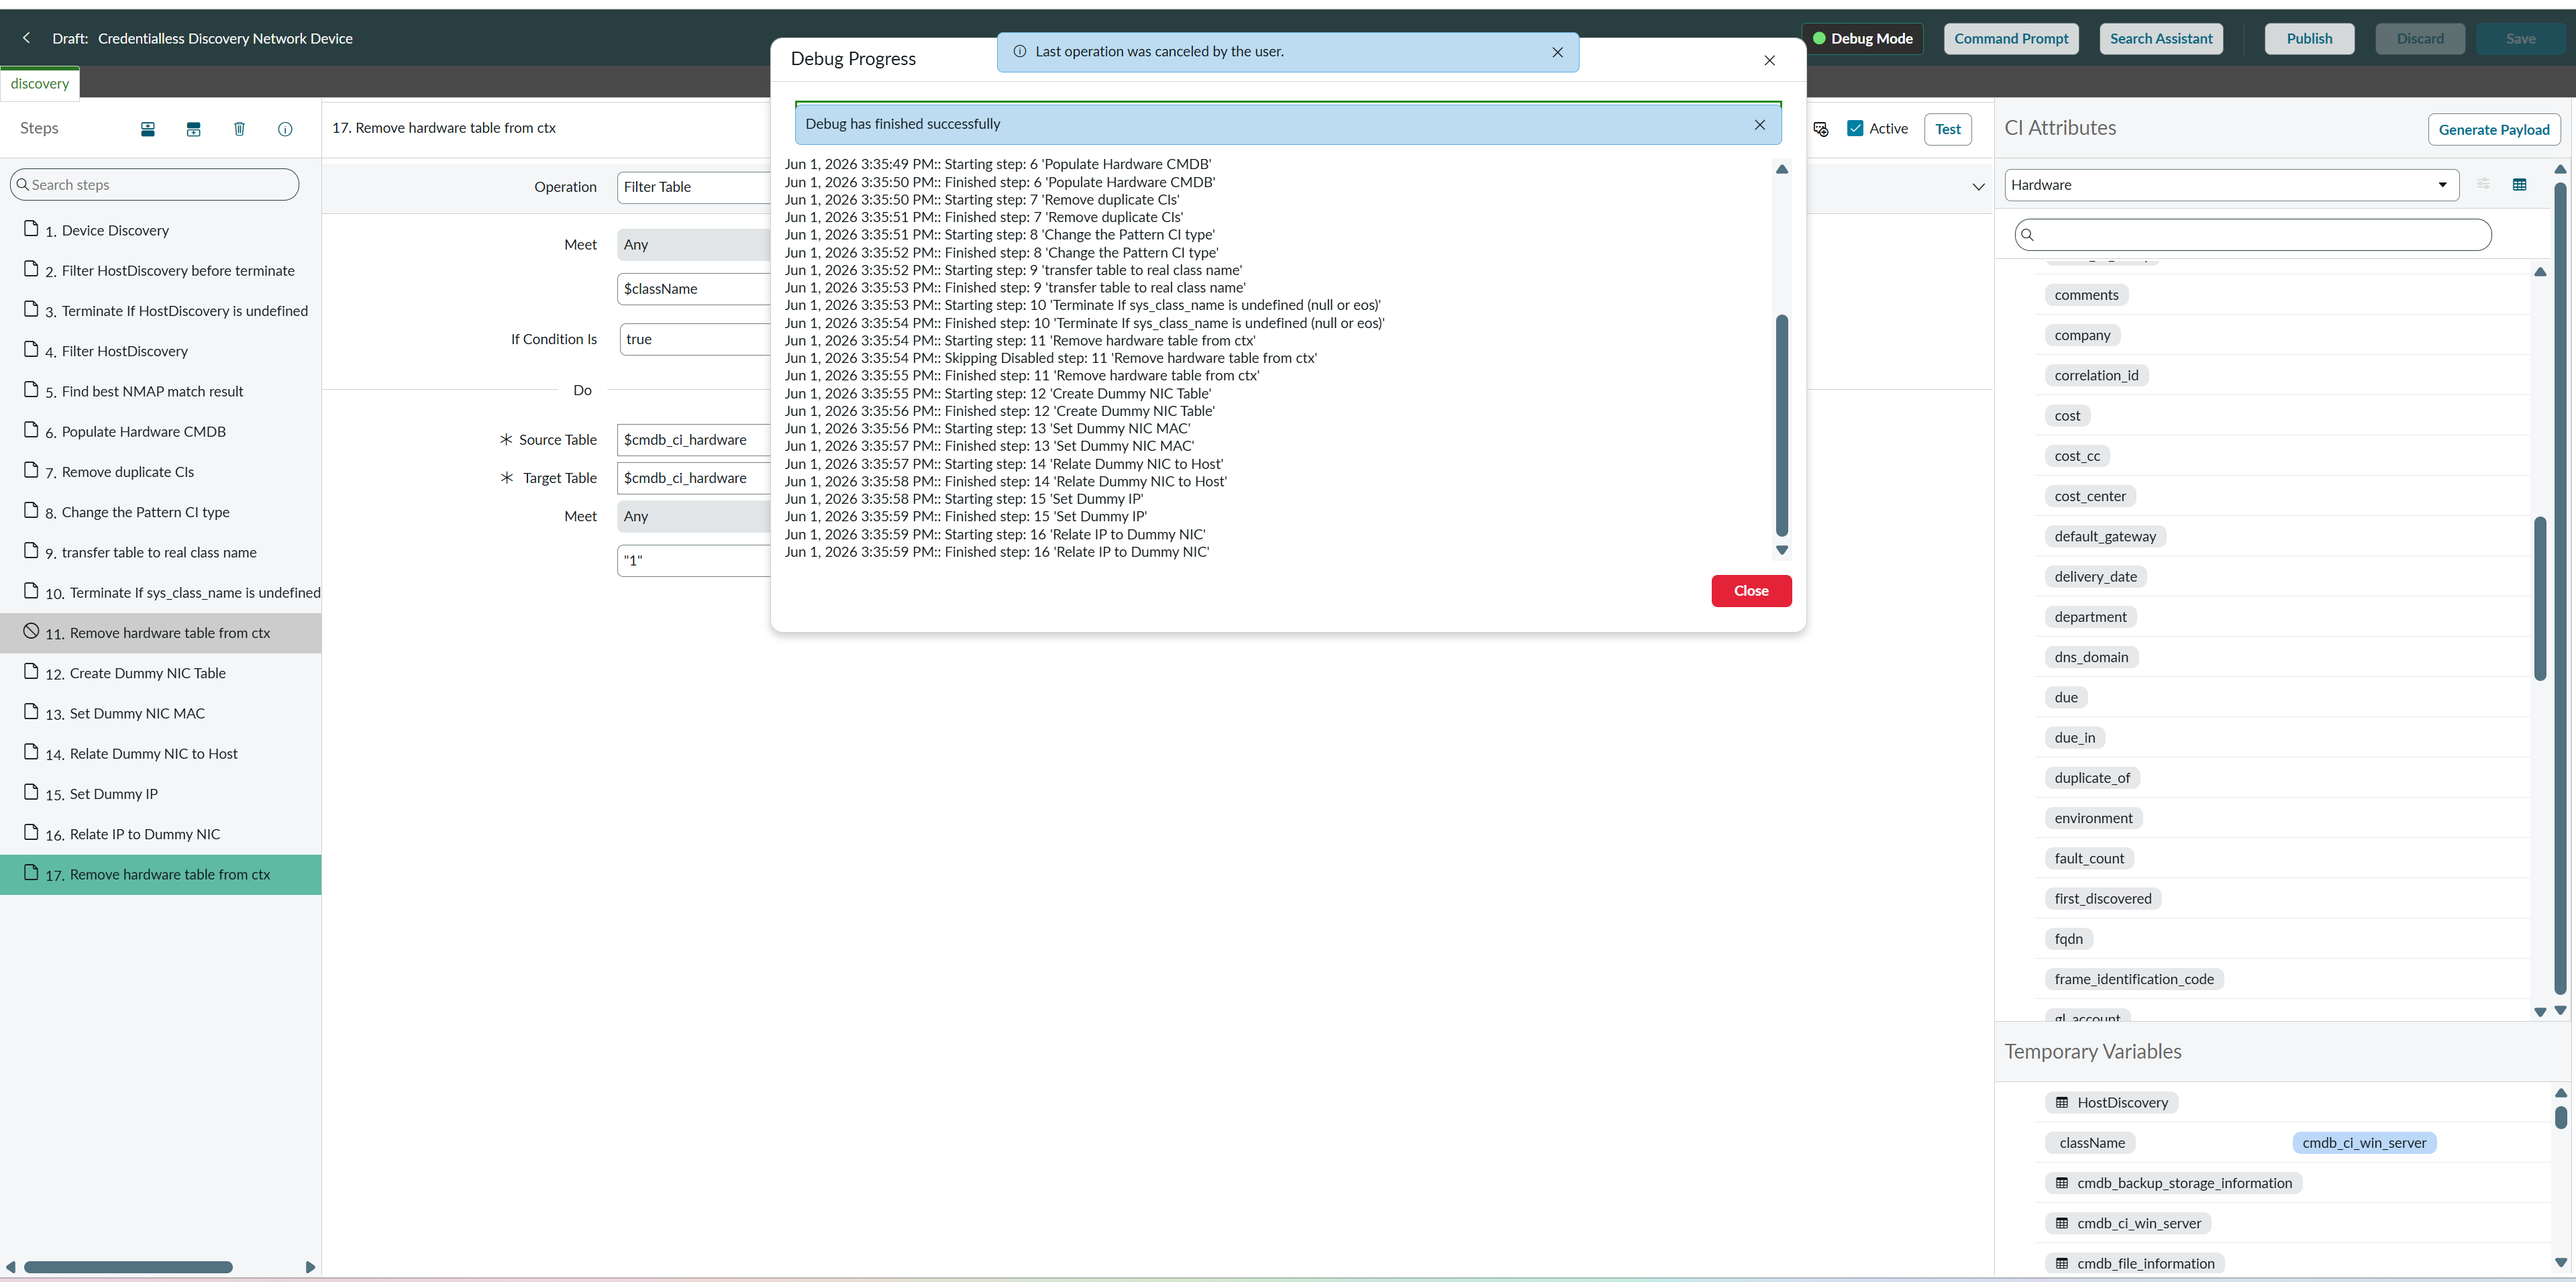 Draft: Credentialless Discovery Network Device
Debug Mode
Command Prompt
Search Assistant
Publish
Discard
Save
discovery
Steps
Search steps
1. Device Discovery
2. Filter HostDiscovery before terminate
3. Terminate If HostDiscovery is undefined
4. Filter HostDiscovery
5. Find best NMAP match result
6. Populate Hardware CMDB
7. Remove duplicate CIs
8. Change the Pattern CI type
9. transfer table to real class name
10. Terminate If sys_class_name is undefined
11. Remove hardware table from ctx
12. Create Dummy NIC Table
13. Set Dummy NIC MAC
14. Relate Dummy NIC to Host
15. Set Dummy IP
16. Relate IP to Dummy NIC
17. Remove hardware table from ctx
17. Remove hardware table from ctx
Active
Test
Operation
Filter Table
Meet
Any
$className
If Condition Is
true
Do
Source Table
$cmdb_ci_hardware
Target Table
$cmdb_ci_hardware
Meet
Any
"1"
Debug Progress
Last operation was canceled by the user.
Debug has finished successfully
Jun 1, 2026 3:35:49 PM:: Starting step: 6 'Populate Hardware CMDB'
Jun 1, 2026 3:35:50 PM:: Finished step: 6 'Populate Hardware CMDB'
Jun 1, 2026 3:35:50 PM:: Starting step: 7 'Remove duplicate CIs'
Jun 1, 2026 3:35:51 PM:: Finished step: 7 'Remove duplicate CIs'
Jun 1, 2026 3:35:51 PM:: Starting step: 8 'Change the Pattern CI type'
Jun 1, 2026 3:35:52 PM:: Finished step: 8 'Change the Pattern CI type'
Jun 1, 2026 3:35:52 PM:: Starting step: 9 'transfer table to real class name'
Jun 1, 2026 3:35:53 PM:: Finished step: 9 'transfer table to real class name'
Jun 1, 2026 3:35:53 PM:: Starting step: 10 'Terminate If sys_class_name is undefined (null or eos)'
Jun 1, 2026 3:35:54 PM:: Finished step: 10 'Terminate If sys_class_name is undefined (null or eos)'
Jun 1, 2026 3:35:54 PM:: Starting step: 11 'Remove hardware table from ctx'
Jun 1, 2026 3:35:54 PM:: Skipping Disabled step: 11 'Remove hardware table from ctx'
Jun 1, 2026 3:35:55 PM:: Finished step: 11 'Remove hardware table from ctx'
Jun 1, 2026 3:35:55 PM:: Starting step: 12 'Create Dummy NIC Table'
Jun 1, 2026 3:35:56 PM:: Finished step: 12 'Create Dummy NIC Table'
Jun 1, 2026 3:35:56 PM:: Starting step: 13 'Set Dummy NIC MAC'
Jun 1, 2026 3:35:57 PM:: Finished step: 13 'Set Dummy NIC MAC'
Jun 1, 2026 3:35:57 PM:: Starting step: 14 'Relate Dummy NIC to Host'
Jun 1, 2026 3:35:58 PM:: Finished step: 14 'Relate Dummy NIC to Host'
Jun 1, 2026 3:35:58 PM:: Starting step: 15 'Set Dummy IP'
Jun 1, 2026 3:35:59 PM:: Finished step: 15 'Set Dummy IP'
Jun 1, 2026 3:35:59 PM:: Starting step: 16 'Relate IP to Dummy NIC'
Jun 1, 2026 3:35:59 PM:: Finished step: 16 'Relate IP to Dummy NIC'
Close
CI Attributes
Generate Payload
Hardware
comments
company
correlation_id
cost
cost_cc
cost_center
default_gateway
delivery_date
department
dns_domain
due
due_in
duplicate_of
environment
fault_count
first_discovered
fqdn
frame_identification_code
gl_account
Temporary Variables
HostDiscovery
className
cmdb_ci_win_server
cmdb_backup_storage_information
cmdb_ci_win_server
cmdb_file_information